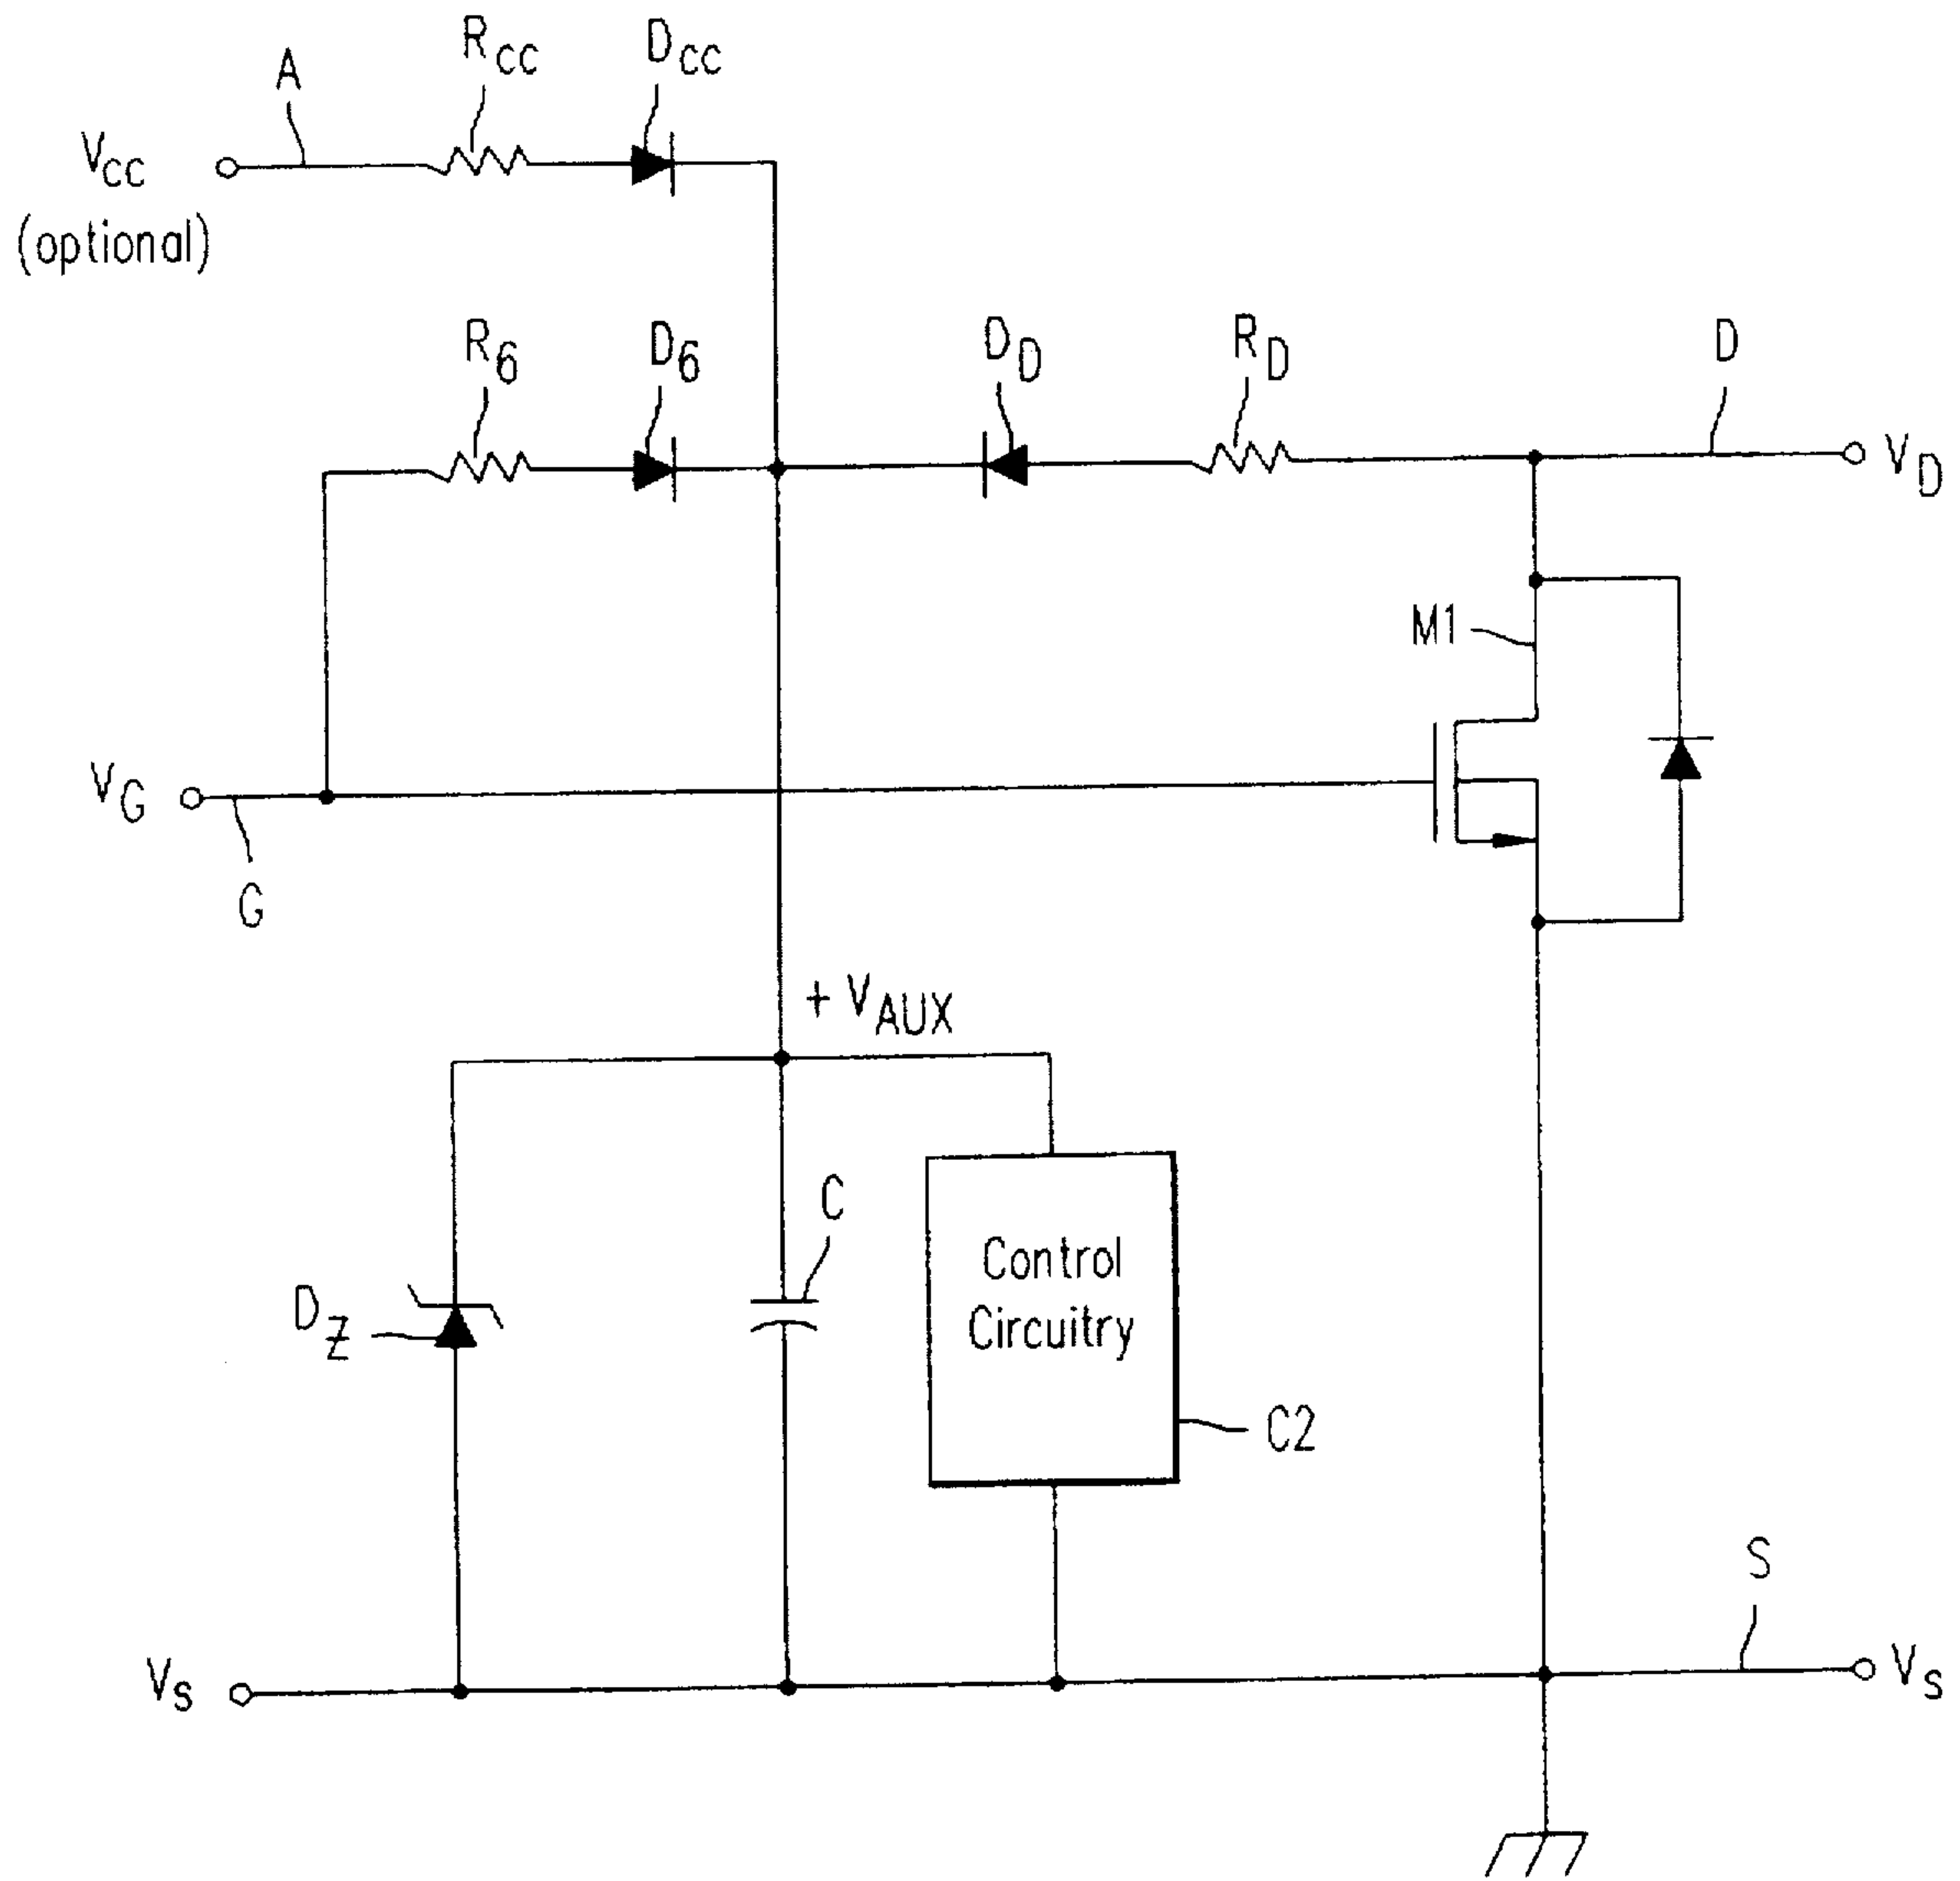 A
RCC
DCC
VCC
(optional)
R6
D6
DD
RD
D
VD
M1
VG
G
+ VAUX
C
DZ
Control
Circuitry
C2
S
VS
VS